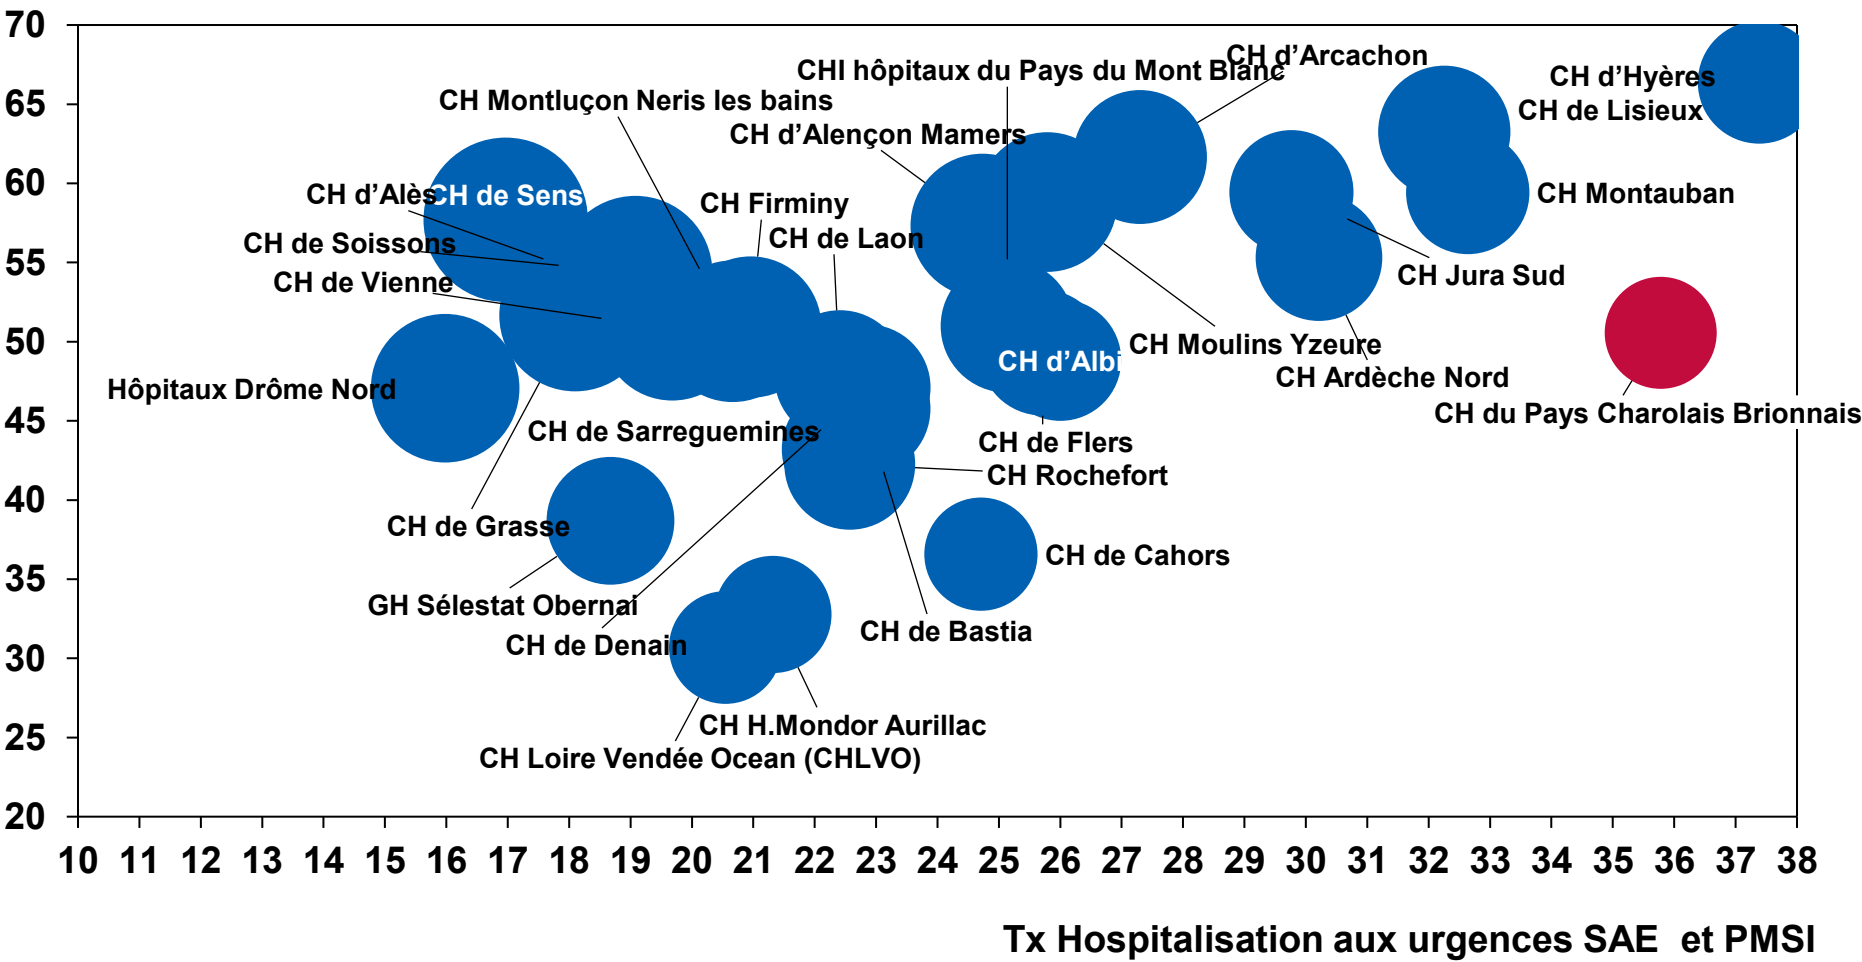 70
65
60
55
50
45
40
35
30
25
20
CH d’Arcachon
CHI hôpitaux du Pays du Mont Blanc
CH d’Hyères
CH Montluçon Neris les bains
CH de Lisieux
CH d’Alençon Mamers
CH d’Alès
CH de Sens
CH Montauban
CH Firminy
CH de Laon
CH de Soissons
CH Jura Sud
CH de Vienne
CH Moulins Yzeure
CH d’Albi
CH Ardèche Nord
Hôpitaux Drôme Nord
CH du Pays Charolais Brionnais
CH de Sarreguemines
CH de Flers
CH Rochefort
CH de Grasse
CH de Cahors
GH Sélestat Obernai
CH de Bastia
CH de Denain
CH H.Mondor Aurillac
CH Loire Vendée Ocean (CHLVO)
10 11 12 13 14 15 16 17 18 19 20 21 22 23 24 25 26 27 28 29 30 31 32 33 34 35 36 37 38
Tx Hospitalisation aux urgences SAE et PMSI